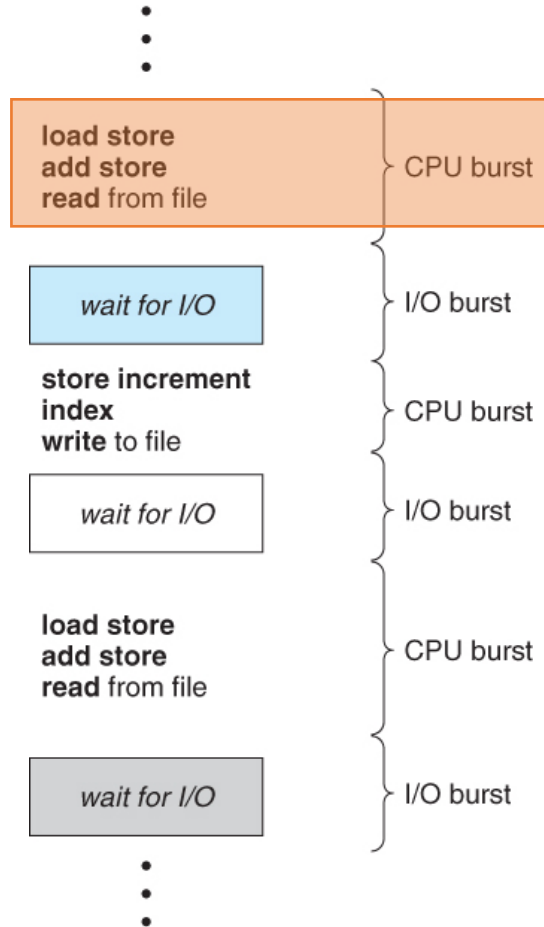 load store
add store
read from file
CPU burst
wait for I/O
I/O burst
store increment
index
write to file
CPU burst
wait for I/O
I/O burst
load store
add store
read from file
CPU burst
wait for I/O
I/O burst